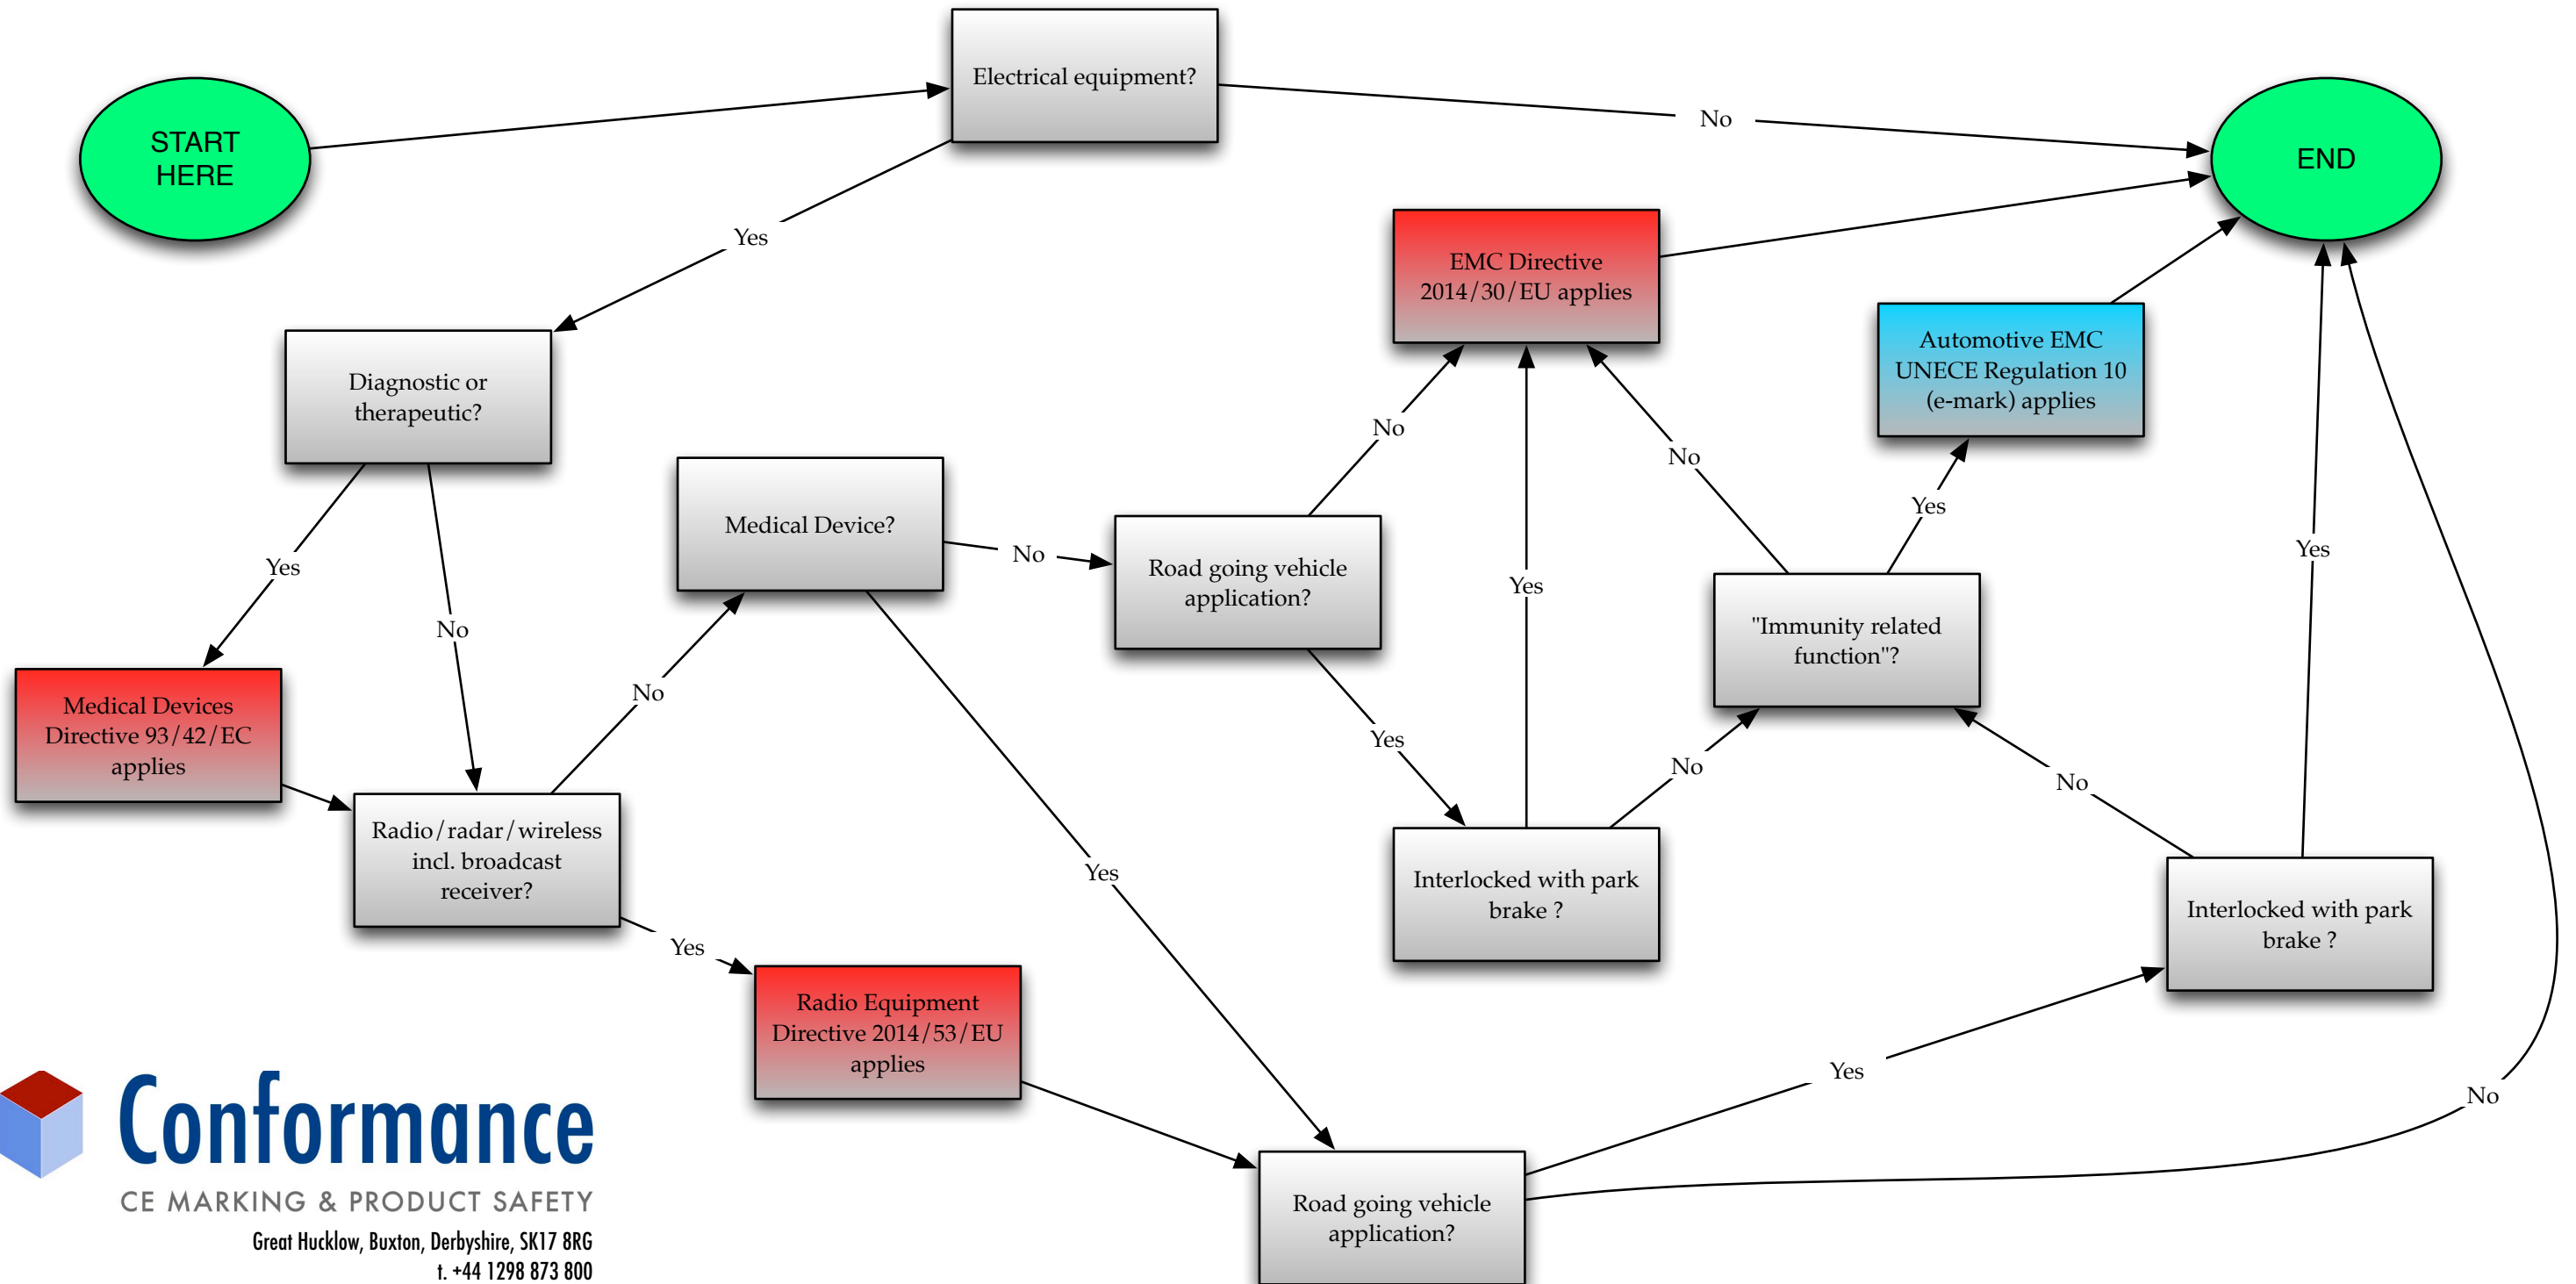 Electrical equipment?
START
HERE
No
END
Yes
EMC Directive
2014/30/EU applies
Automotive EMC
UNECE Regulation 10
(e-mark) applies
Diagnostic or
therapeutic?
No
No
Yes
Medical Device?
No
Road going vehicle
application?
Yes
Yes
Yes
No
"Immunity related
function"?
No
Medical Devices
Directive 93/42/EC
applies
Yes
No
No
Radio/radar/wireless
incl. broadcast
receiver?
Yes
Interlocked with park
brake ?
Interlocked with park
brake ?
Yes
Radio Equipment
Directive 2014/53/EU
applies
Yes
No
Road going vehicle
application?
Conformance
CE MARKING & PRODUCT SAFETY
Great Hucklow, Buxton, Derbyshire, SK17 8RG
t. +44 1298 873 800